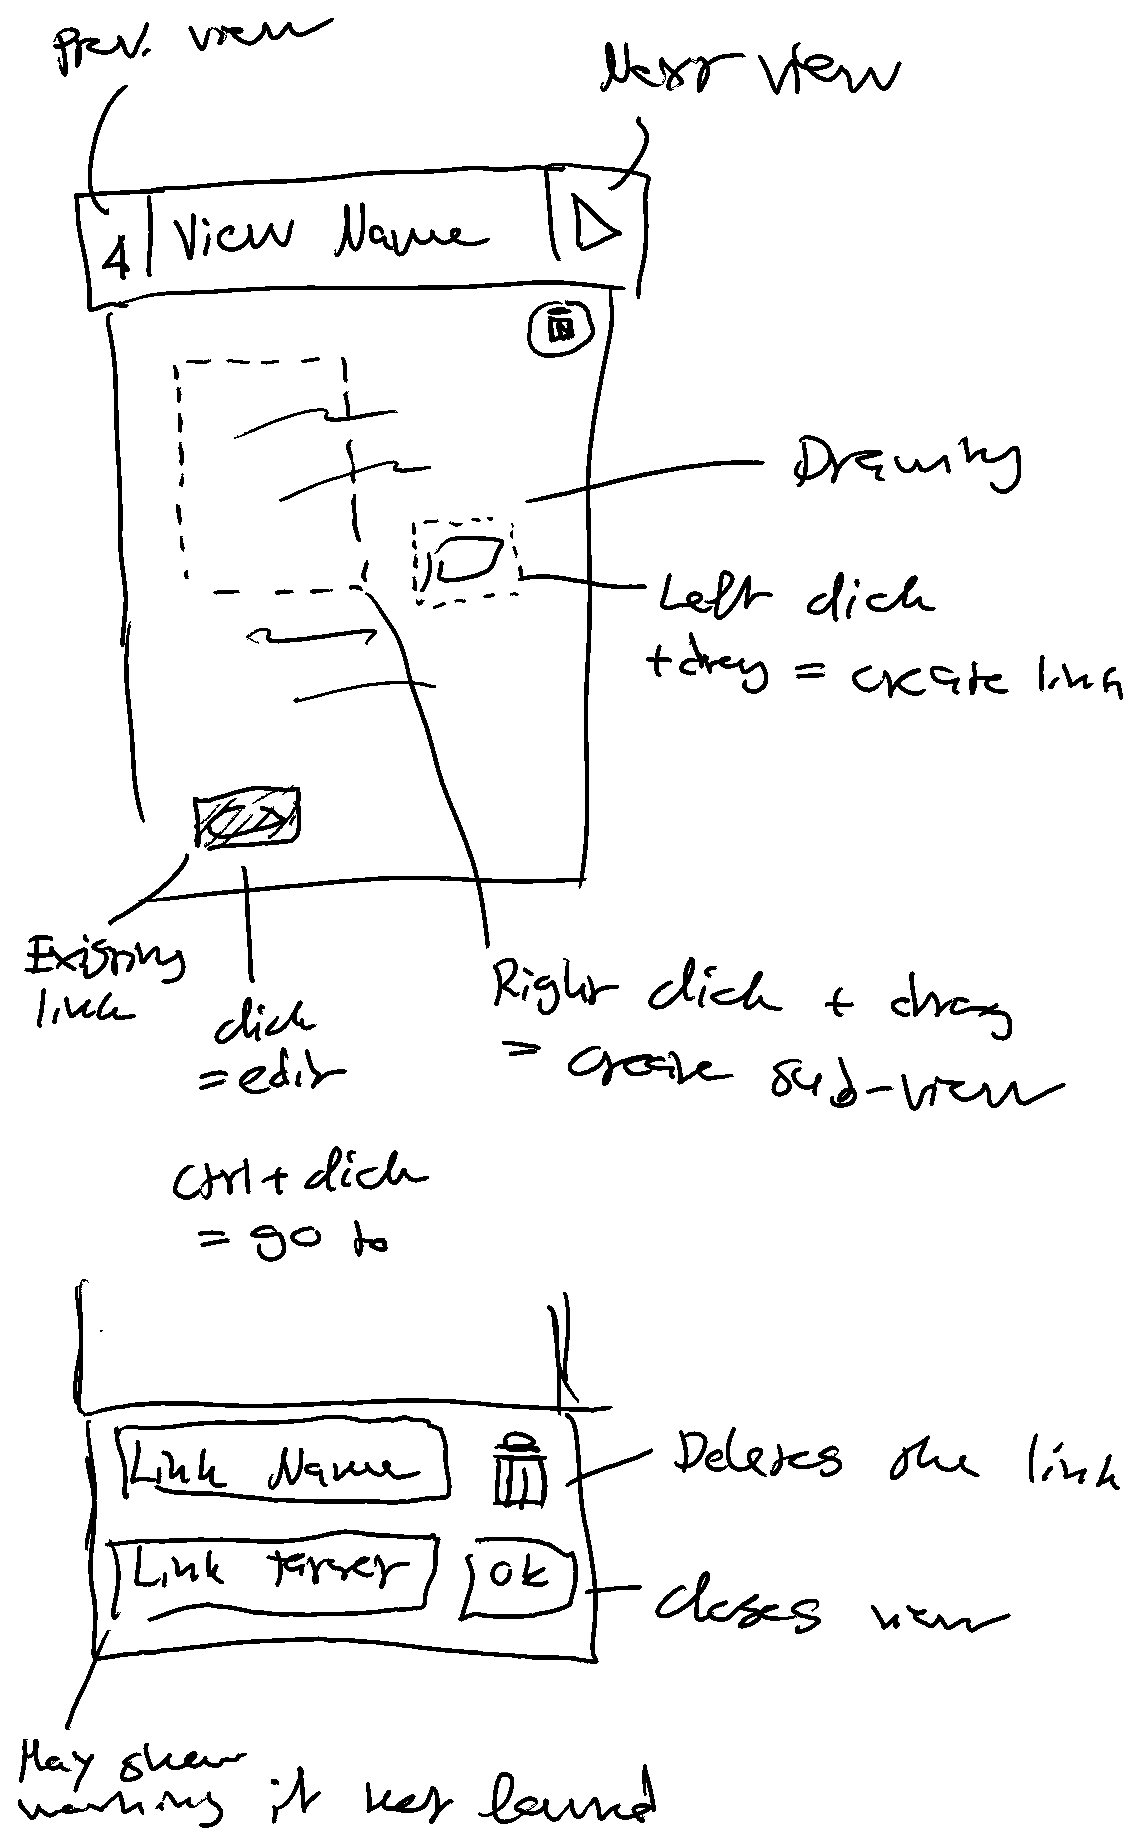 Prev. view
Next view
View Name
Drawing
Left click
+ drag = create link
Existing
link
click
= edit
Right click + drag
= create sub-view
Ctrl + click
= go to
Link Name
Deletes the link
Link target
OK
Closes view
May show
warning if not found